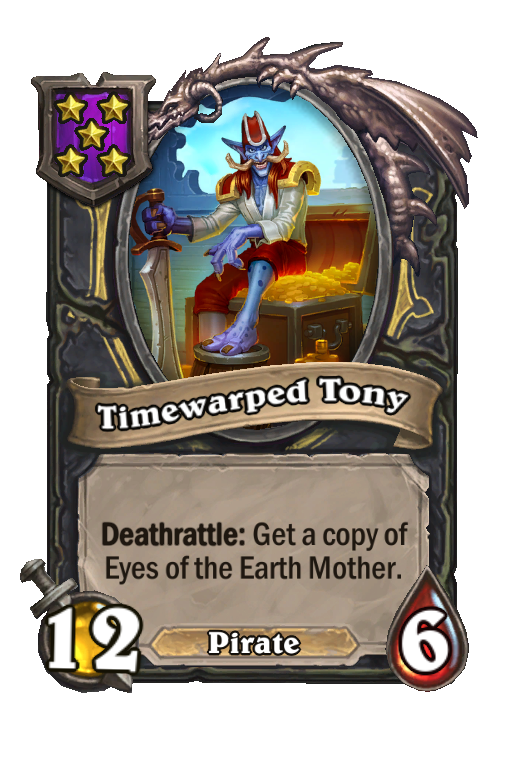 Timewarped Tony
Deathrattle: Get a copy of
Eyes of the Earth Mother.
12
Pirate
6